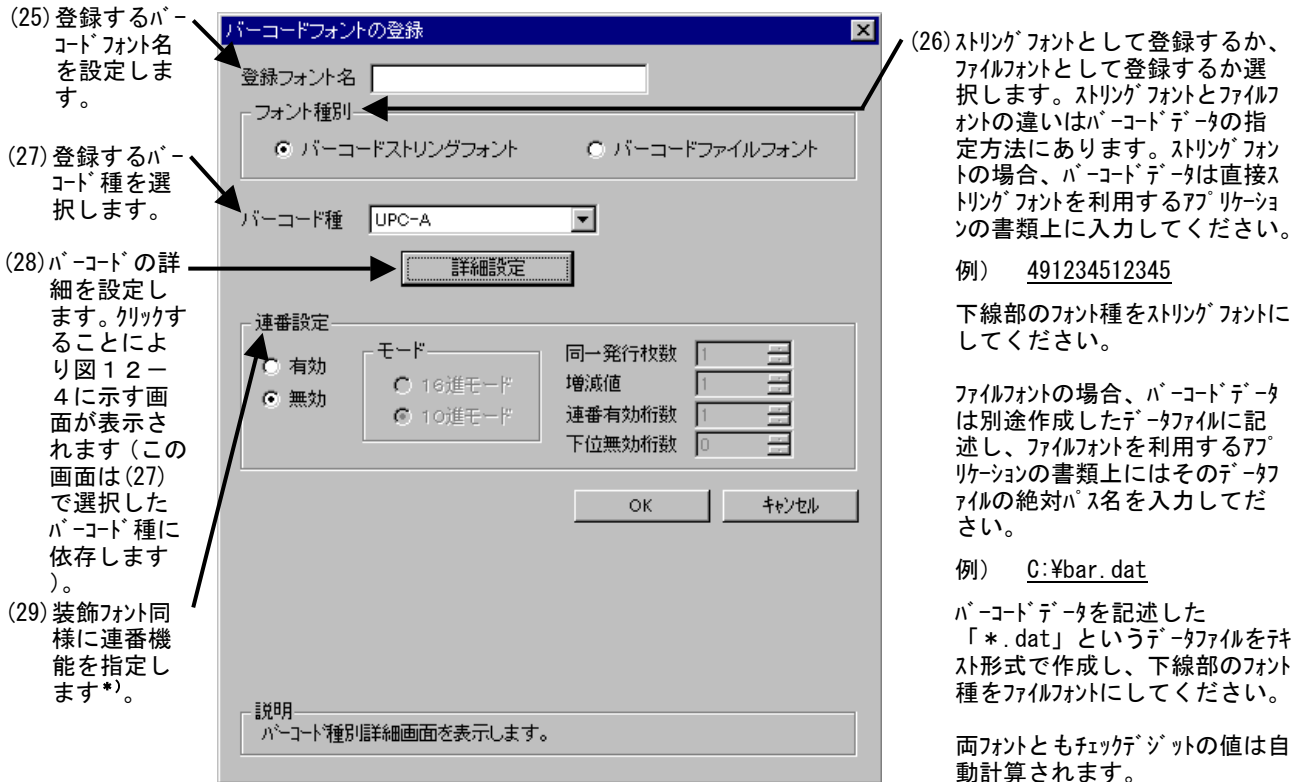 (25)登録するﾊﾞｰ
ｺｰﾄﾞﾌｫﾝﾄ名
を設定しま
す。
(27)登録するﾊﾞｰ
ｺｰﾄﾞ種を選
択します。
(28)ﾊﾞｰｺｰﾄﾞの詳
細を設定し
ます。ｸﾘｯｸす
ることによ
り図１２－
４に示す画
面が表示さ
れます（この
画面は(27)
で選択した
ﾊﾞｰｺｰﾄﾞ種に
依存します
）。
(29)装飾ﾌｫﾝﾄ同
様に連番機
能を指定し
ます*)。
バーコードフォントの登録
登録フォント名
フォント種別
バーコードストリングフォント バーコードファイルフォント
バーコード種 UPC-A
詳細設定
連番設定
有効
無効
モード
16進モード
10進モード
同一発行枚数 1
増減値 1
連番有効桁数 1
下位無効桁数 0
OK ｷｬﾝｾﾙ
説明
バーコード種別詳細画面を表示します。
(26)ｽﾄﾘﾝｸﾞﾌｫﾝﾄとして登録するか、
ﾌｧｲﾙﾌｫﾝﾄとして登録するか選
択します。ｽﾄﾘﾝｸﾞﾌｫﾝﾄとﾌｧｲﾙﾌ
ｫﾝﾄの違いはﾊﾞｰｺｰﾄﾞﾃﾞｰﾀの指
定方法にあります。ｽﾄﾘﾝｸﾞﾌｫﾝ
ﾄの場合、ﾊﾞｰｺｰﾄﾞﾃﾞｰﾀは直接ｽ
ﾄﾘﾝｸﾞﾌｫﾝﾄを利用するｱﾌﾟﾘｹｰｼｮ
ﾝの書類上に入力してください。
例） 491234512345
下線部のﾌｫﾝﾄ種をｽﾄﾘﾝｸﾞﾌｫﾝﾄに
してください。
ﾌｧｲﾙﾌｫﾝﾄの場合、ﾊﾞｰｺｰﾄﾞﾃﾞｰﾀ
は別途作成したﾃﾞｰﾀﾌｧｲﾙに記
述し、ﾌｧｲﾙﾌｫﾝﾄを利用するｱﾌﾟ
ﾘｹｰｼｮﾝの書類上にはそのﾃﾞｰﾀﾌ
ｧｲﾙの絶対ﾊﾟｽ名を入力してだ
さい。
例） C:¥bar.dat
ﾊﾞｰｺｰﾄﾞﾃﾞｰﾀを記述した
「＊.dat」というﾃﾞｰﾀﾌｧｲﾙをﾃｷ
ｽﾄ形式で作成し、下線部のﾌｫﾝﾄ
種をﾌｧｲﾙﾌｫﾝﾄにしてください。
両ﾌｫﾝﾄともﾁｪｯｸﾃﾞｼﾞｯﾄの値は自
動計算されます。